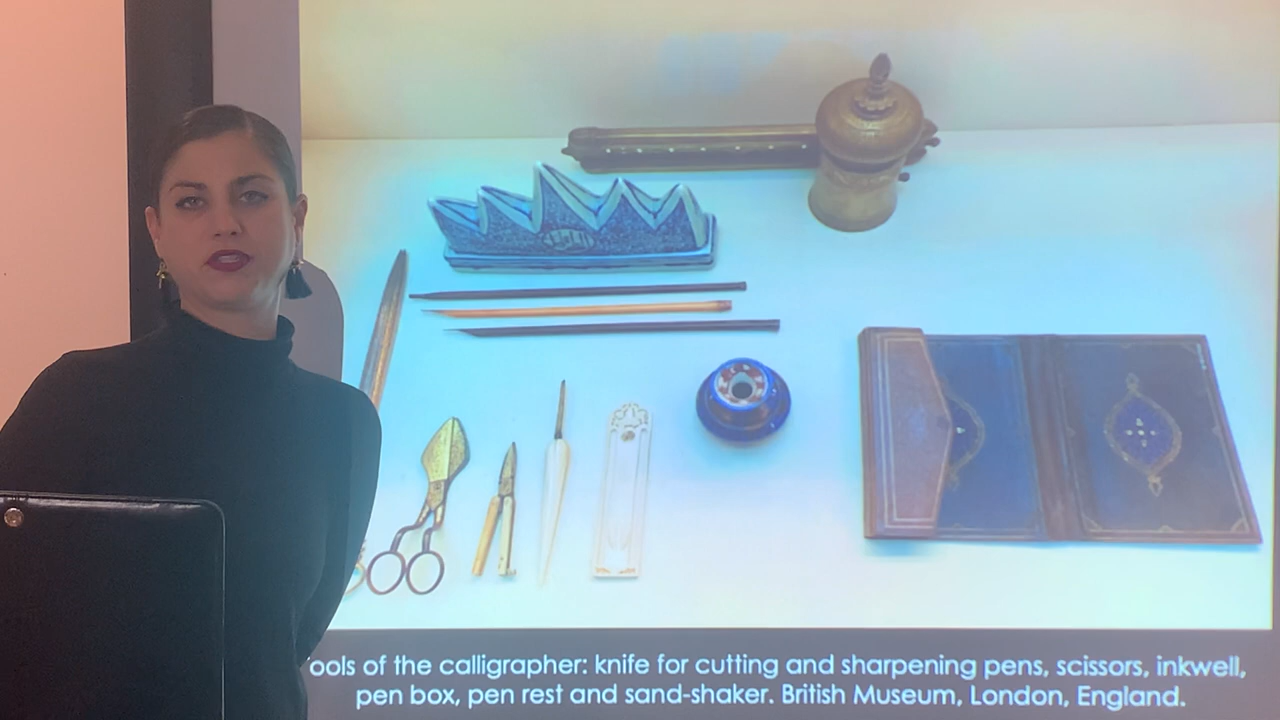 ools of the calligrapher: knife for cutting and sharpening pens, scissors, inkwell,
pen box, pen rest and sand-shaker. British Museum, London, England.